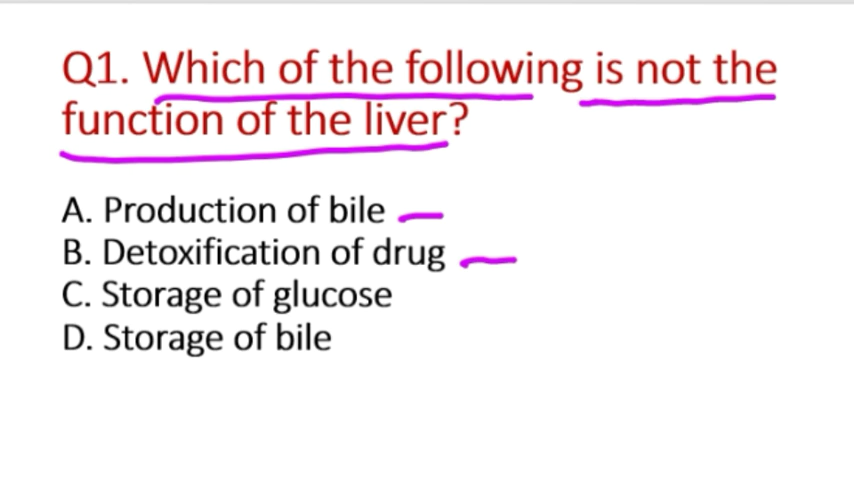 Q1. Which of the following is not the
function of the liver?
A. Production of bile
B. Detoxification of drug
C. Storage of glucose
D. Storage of bile